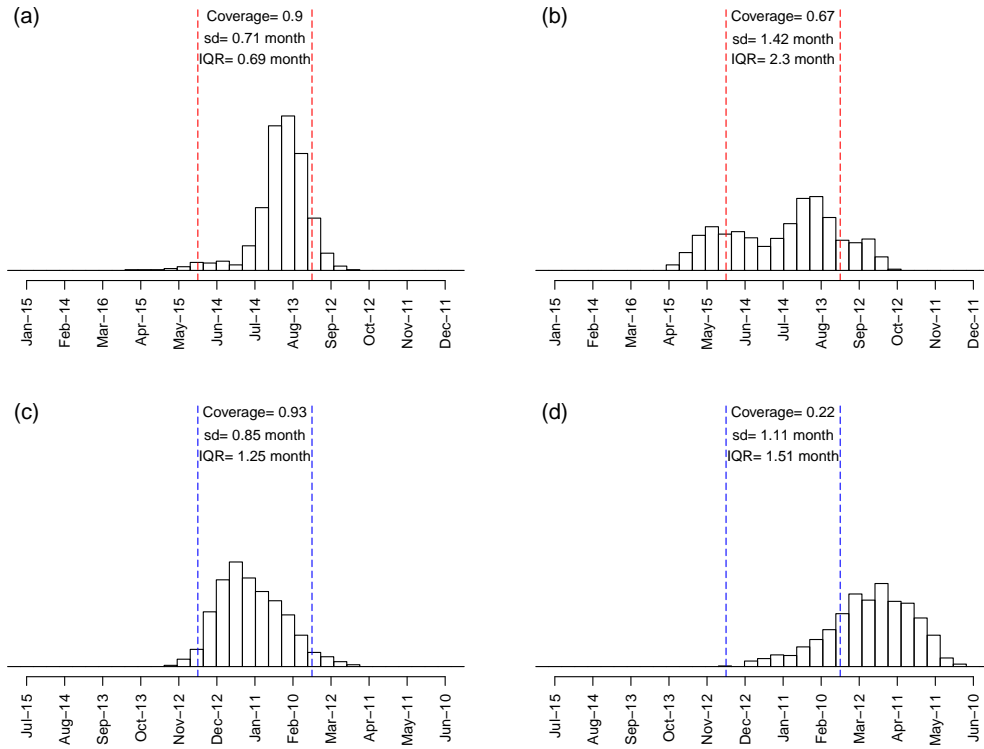 (a)
Coverage= 0.9
sd= 0.71 month
IQR= 0.69 month
Jan−15
Feb−14
Mar−16
Apr−15
May−15
Jun−14
Jul−14
Aug−13
Sep−12
Oct−12
Nov−11
Dec−11
(b)
Coverage= 0.67
sd= 1.42 month
IQR= 2.3 month
Jan−15
Feb−14
Mar−16
Apr−15
May−15
Jun−14
Jul−14
Aug−13
Sep−12
Oct−12
Nov−11
Dec−11
(c)
Coverage= 0.93
sd= 0.85 month
IQR= 1.25 month
Jul−15
Aug−14
Sep−13
Oct−13
Nov−12
Dec−12
Jan−11
Feb−10
Mar−12
Apr−11
May−11
Jun−10
(d)
Coverage= 0.22
sd= 1.11 month
IQR= 1.51 month
Jul−15
Aug−14
Sep−13
Oct−13
Nov−12
Dec−12
Jan−11
Feb−10
Mar−12
Apr−11
May−11
Jun−10